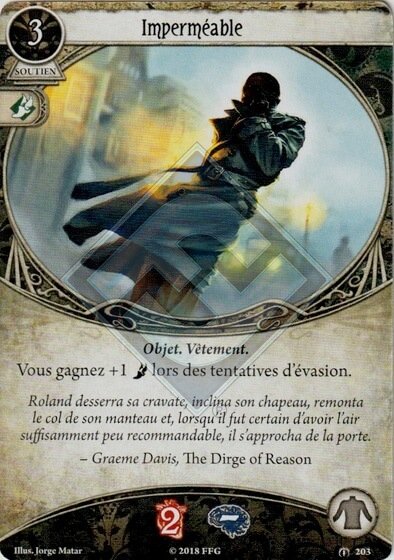 3
Imperméable
SOUTIEN
Objet. Vêtement.
Vous gagnez +1 lors des tentatives d'évasion.
Roland desserra sa cravate, inclina son chapeau, remonta
le col de son manteau et, lorsqu'il fut certain d'avoir l'air
suffisamment peu recommandable, il s'approcha de la porte.
– Graeme Davis, The Dirge of Reason
2
Illus. Jorge Matar
© 2018 FFG
203